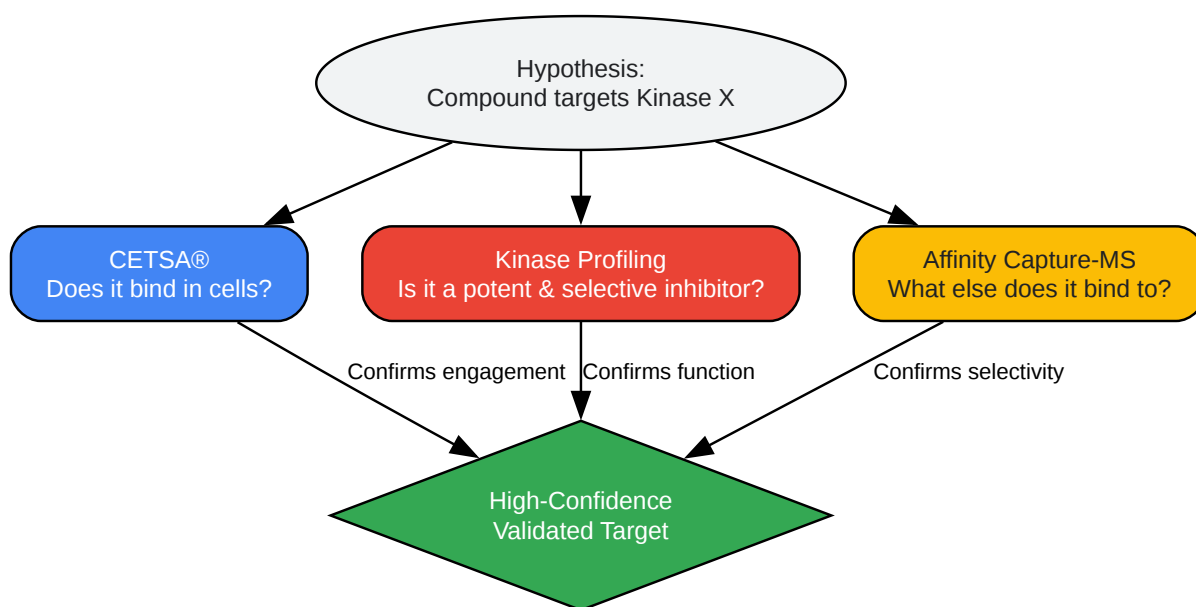 Hypothesis:
Compound targets Kinase X
CETSA®
Does it bind in cells?
Kinase Profiling
Is it a potent & selective inhibitor?
Affinity Capture-MS
What else does it bind to?
Confirms engagement
Confirms function
Confirms selectivity
High-Confidence
Validated Target